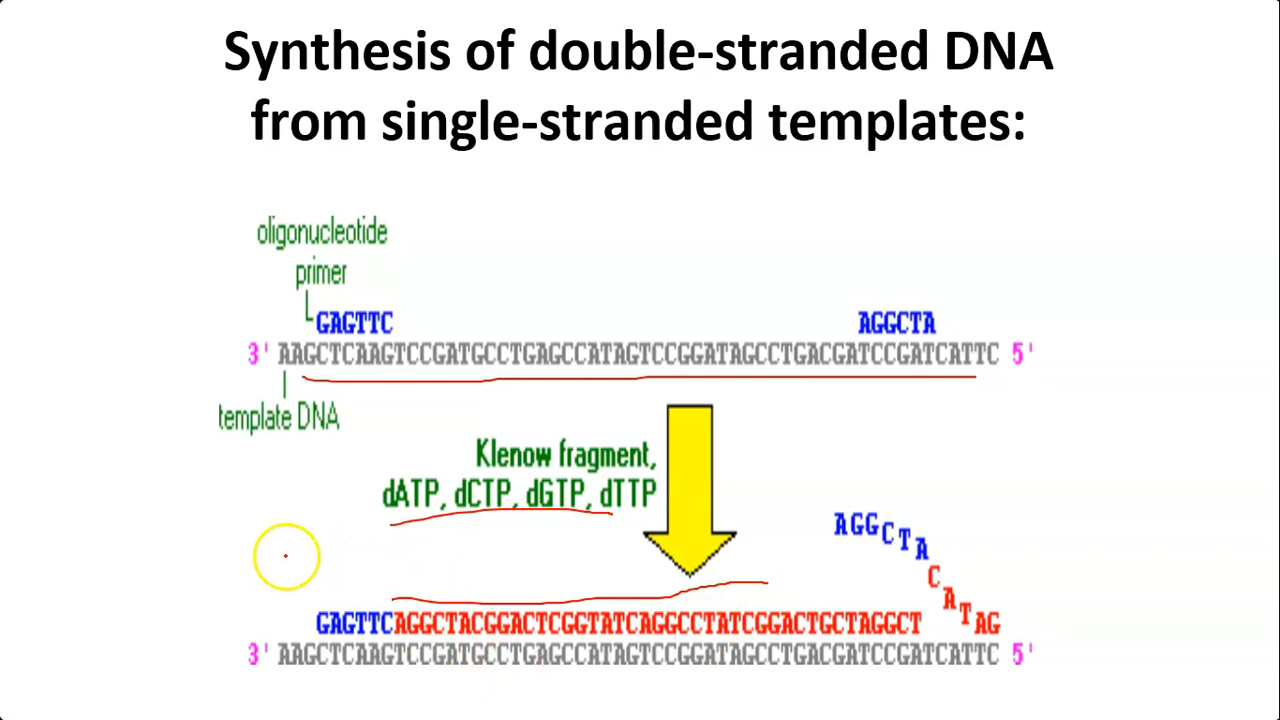 Synthesis of double-stranded DNA
from single-stranded templates:
oligonucleotide
primer
GAGTTC AGGCTA
3' AAGCTCAAGTCCGATGCCTGAGCCATAGTCCGGATAGCCTGACGATCCGATCATTC 5'
template DNA
Klenow fragment,
dATP, dCTP, dGTP, dTTP
AGGCTACATAG
GAGTTCAGGCTACGGACTCGGTATCAGGCCTATCGGACTGCTAGGCT
3' AAGCTCAAGTCCGATGCCTGAGCCATAGTCCGGATAGCCTGACGATCCGATCATTC 5'